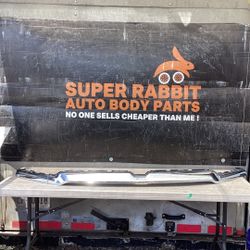 SUPER RABBIT
AUTO BODY PARTS
NO ONE SELLS CHEAPER THAN ME !